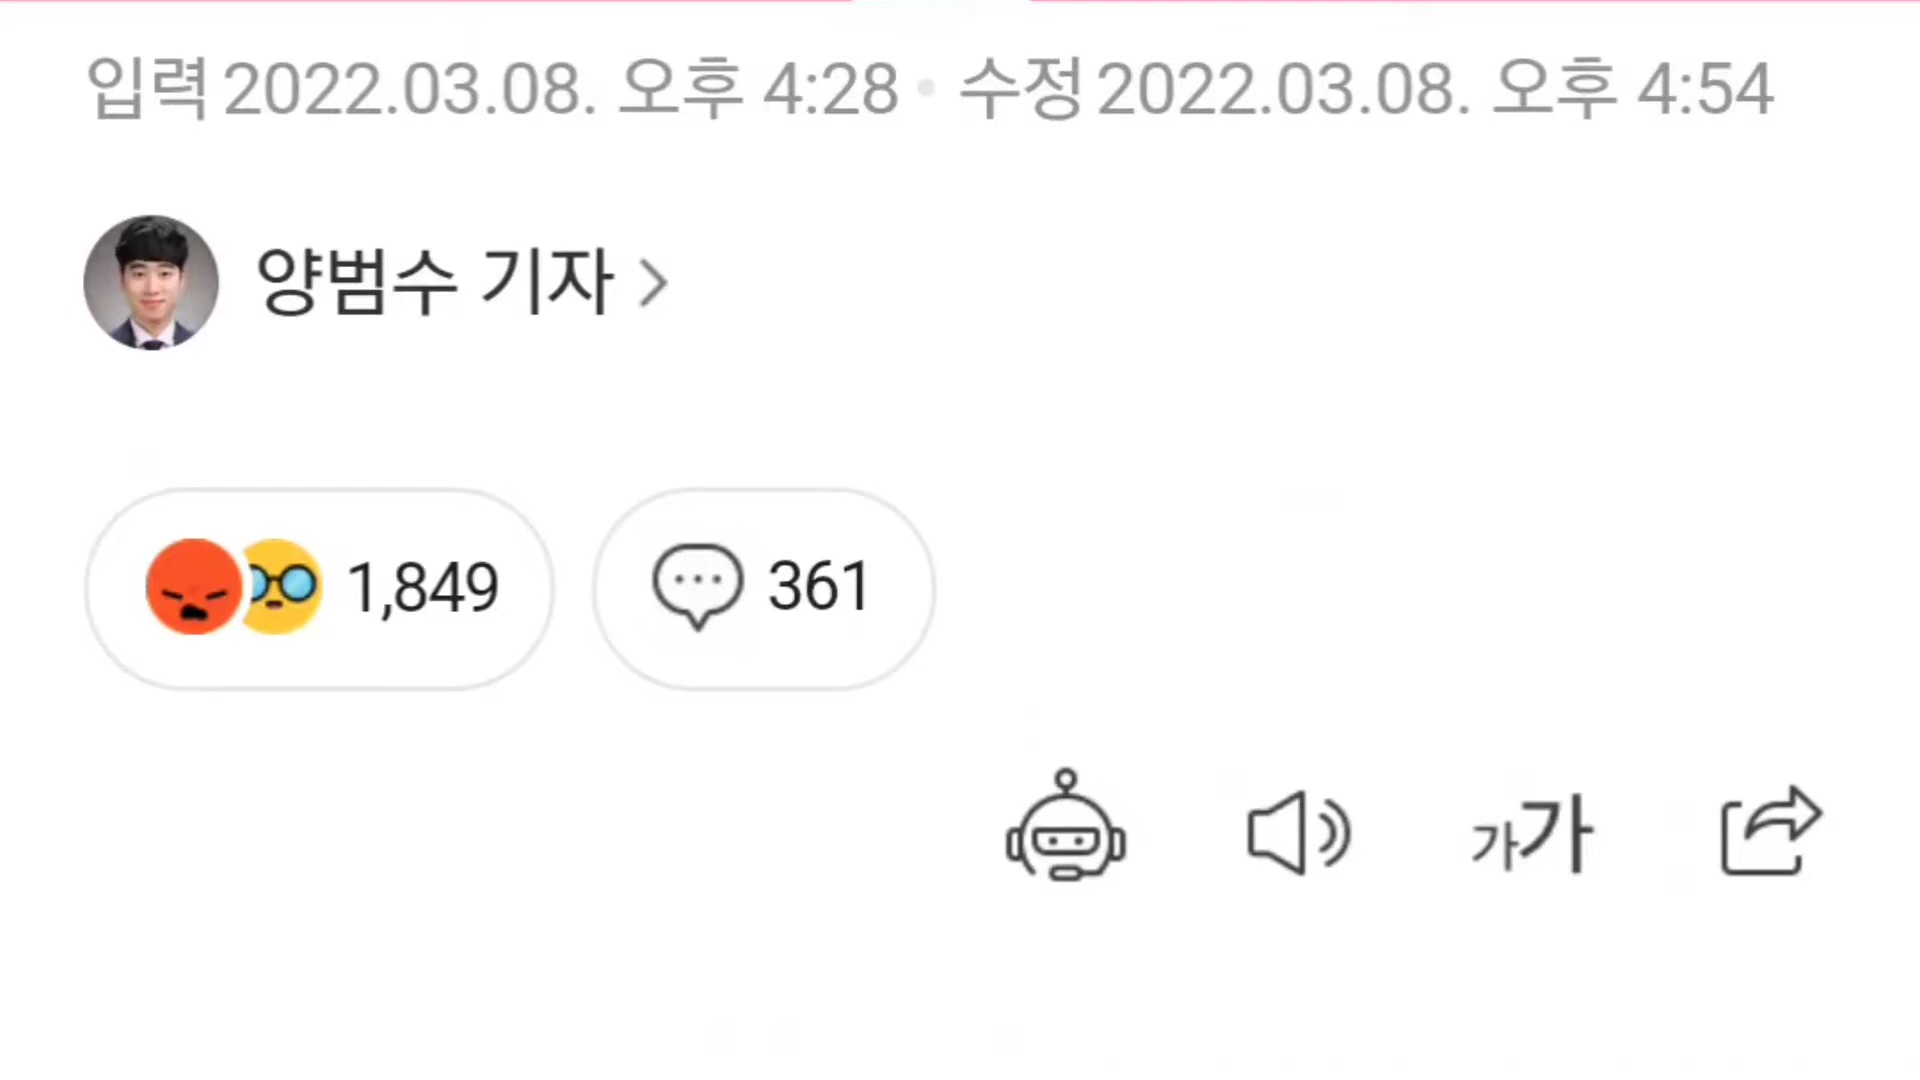 입력 2022.03.08. 오후 4:28 • 수정 2022.03.08. 오후 4:54
양범수 기자 >
1,849 361
가가